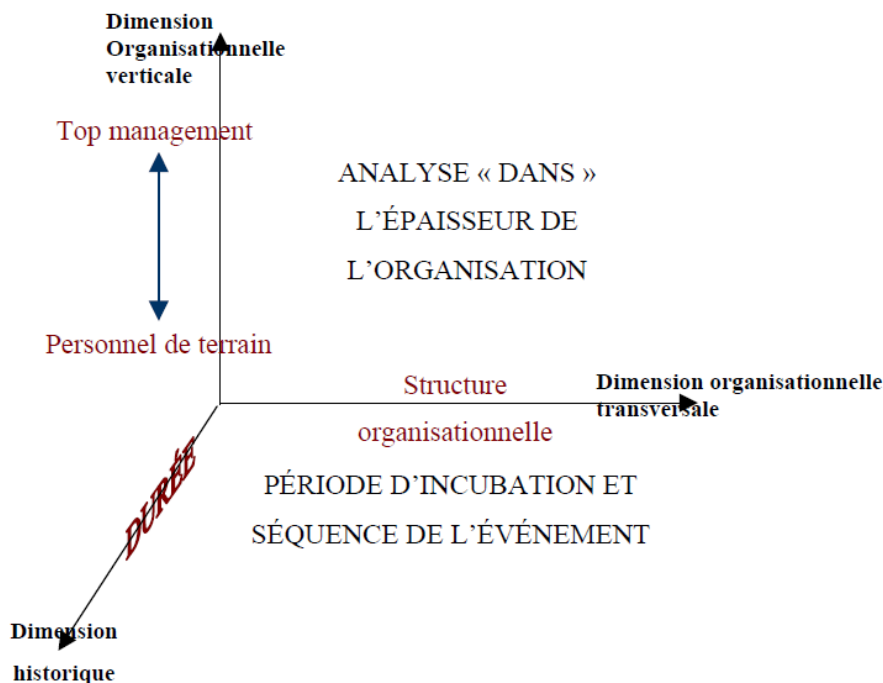 Dimension
Organisationnelle
verticale
Top management
ANALYSE « DANS »
L'ÉPAISSEUR DE
L'ORGANISATION
Personnel de terrain
Structure
organisationnelle
Dimension organisationnelle
transversale
DURÉE
PÉRIODE D'INCUBATION ET
SÉQUENCE DE L'ÉVÉNEMENT
Dimension
historique